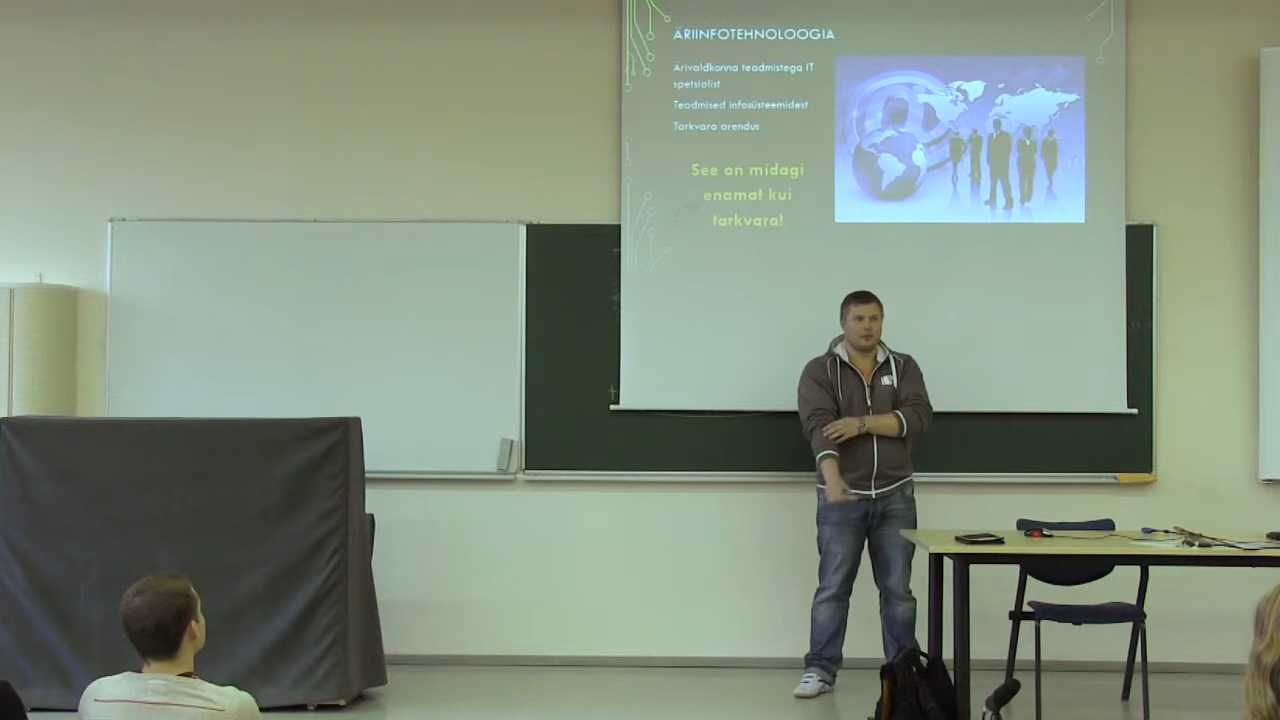 ÄRIINFOTEHNOLOOGIA
Ärivaldkonna teadmistega IT
spetsialist
Teadmised infosüsteemidest
Tarkvara arendus
See on midagi
enamat kui
tarkvara!